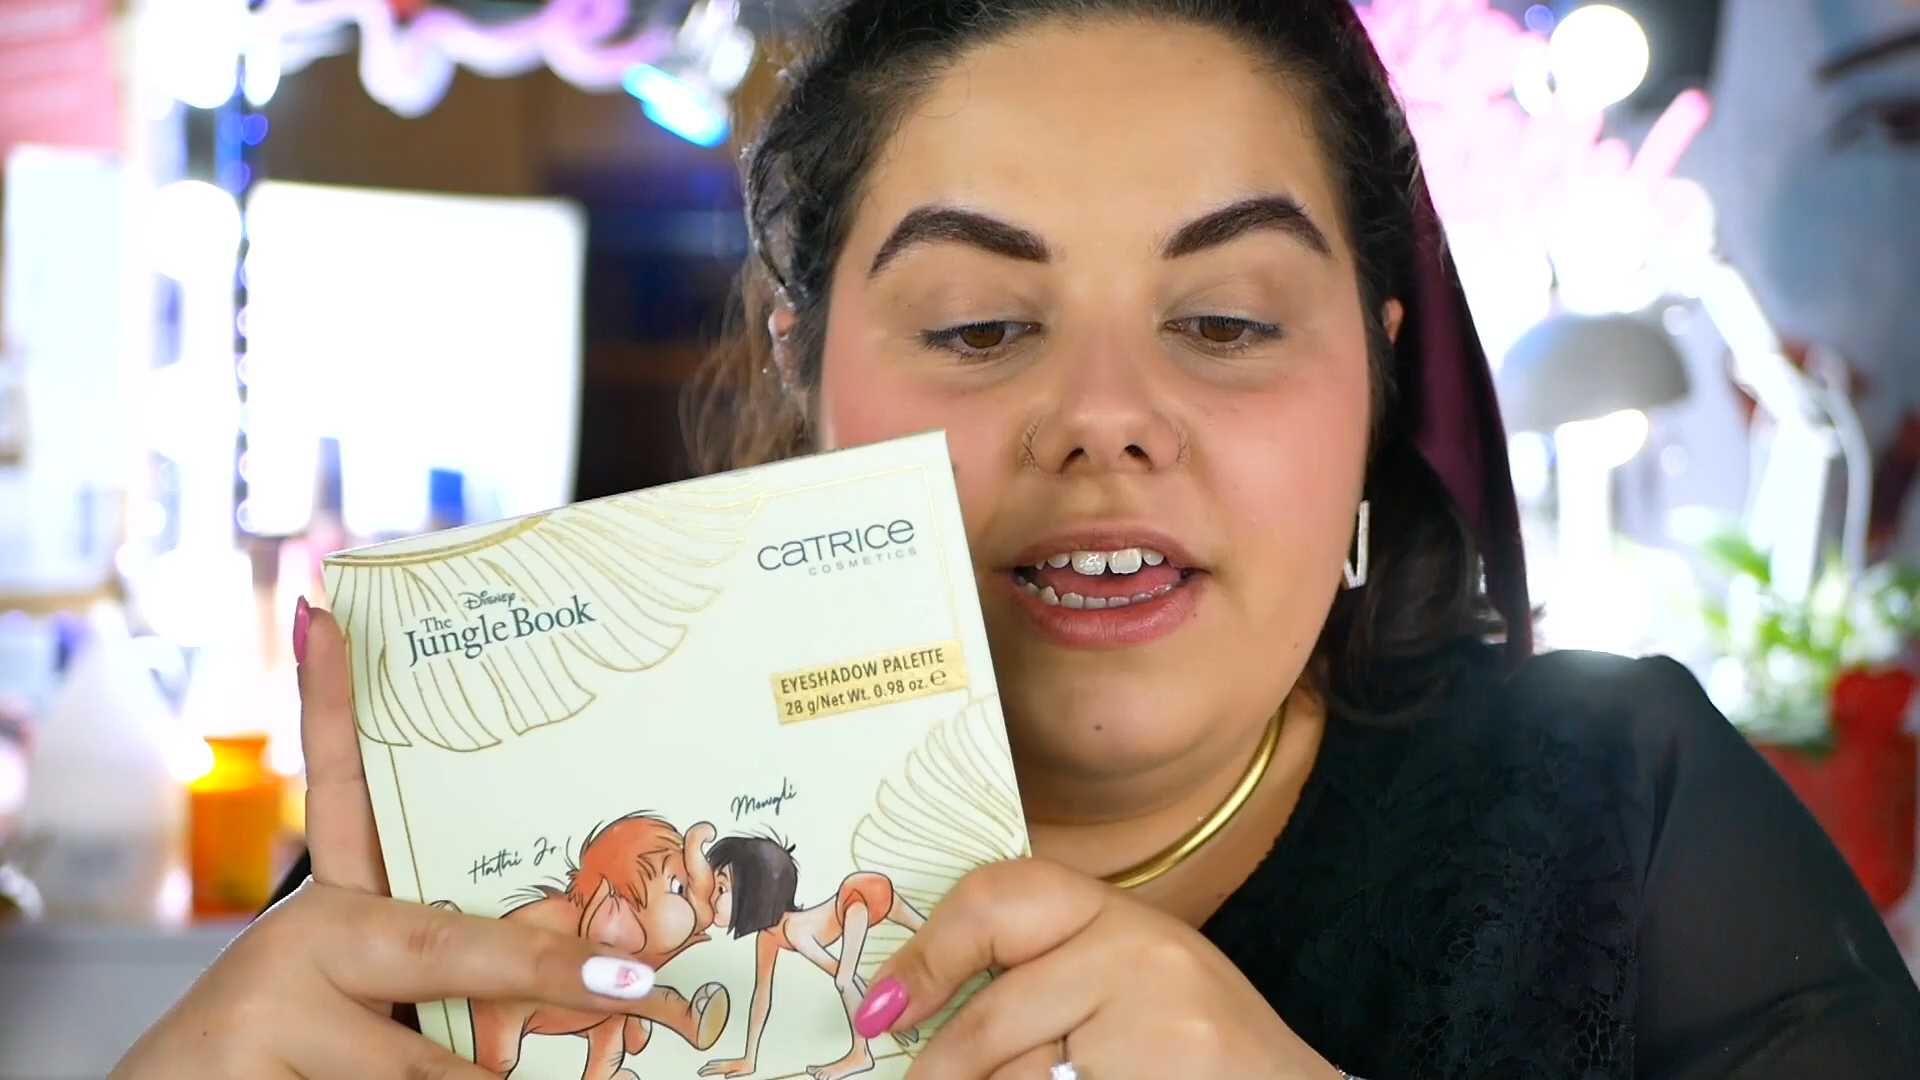 CATRICE
COSMETICS
Disney
The
Jungle Book
EYESHADOW PALETTE
28 g/Net Wt. 0.98 oz. ℮
Mowgli
Hathi Jr.